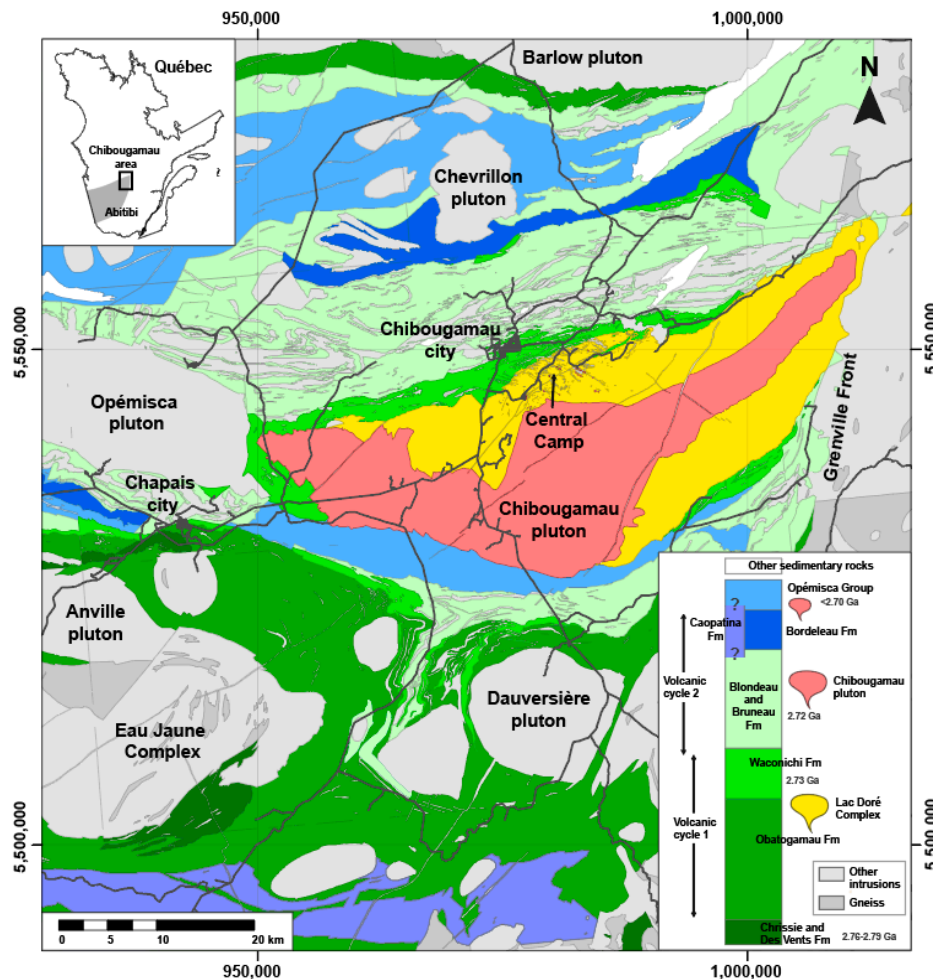 950,000
1,000,000
Québec
Chibougamau
area
Abitibi
Barlow pluton
N
Chevrillon
pluton
5,550,000
5,550,000
Chibougamau
city
Central
Camp
Grenville Front
Opémisca
pluton
Chapais
city
Chibougamau
pluton
Anville
pluton
Dauversière
pluton
Eau Jaune
Complex
5,500,000
5,500,000
Other sedimentary rocks
Opémisca Group
?
<2.70 Ga
Caopatina
Fm
Bordeleau Fm
?
Volcanic
cycle 2
Blondeau
and
Bruneau
Fm
Chibougamau
pluton
2.72 Ga
Waconichi Fm
2.73 Ga
Lac Doré
Complex
Volcanic
cycle 1
Obatogamau Fm
Other
intrusions
Gneiss
Chrissie and
Des Vents Fm
2.76-2.79 Ga
0 5 10 20 km
950,000
1,000,000